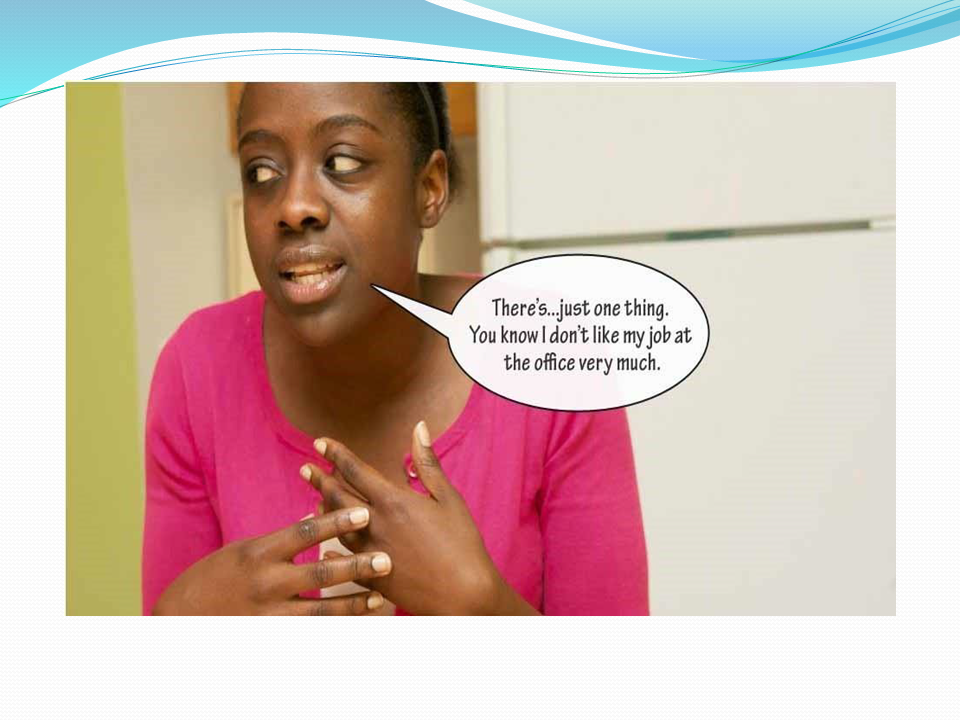 There's...just one thing.
You know I don't like my job at
the office very much.